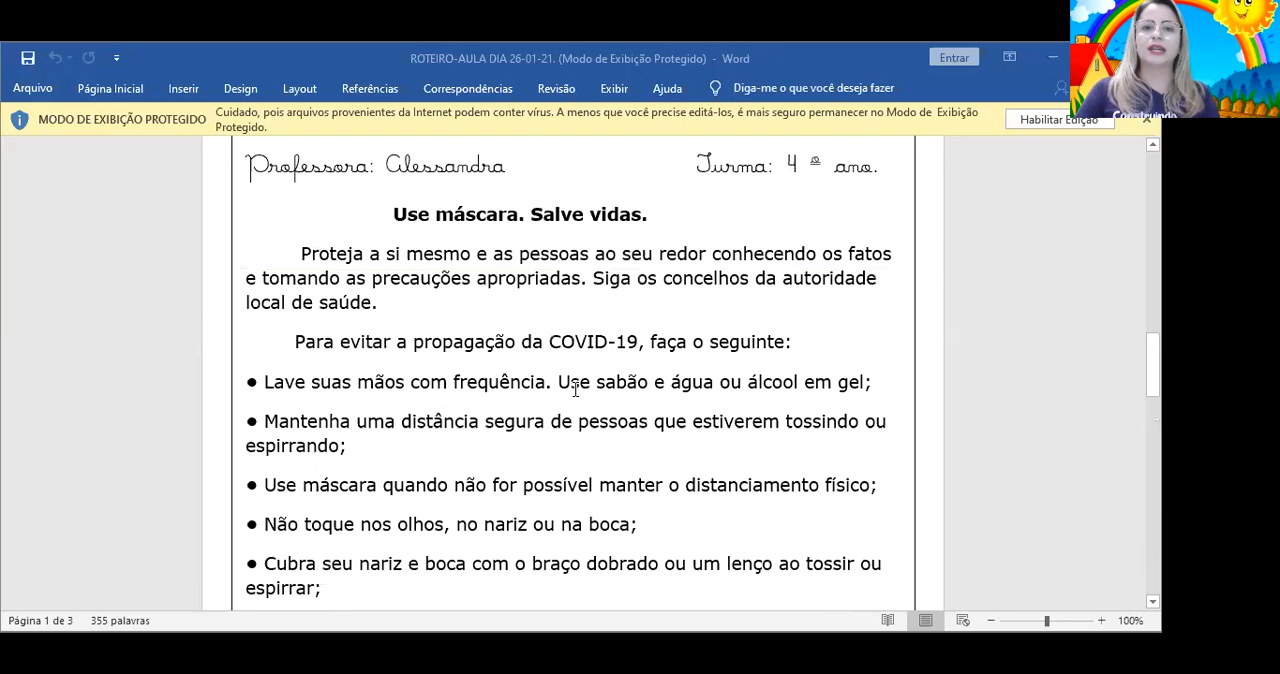 ROTEIRO-AULA DIA 26-01-21. (Modo de Exibição Protegido) - Word
Entrar
Arquivo Página Inicial Inserir Design Layout Referências Correspondências Revisão Exibir Ajuda Diga-me o que você deseja fazer
MODO DE EXIBIÇÃO PROTEGIDO Cuidado, pois arquivos provenientes da Internet podem conter vírus. A menos que você precise editá-los, é mais seguro permanecer no Modo de Exibição
Protegido.
Habilitar Edição
Construindo
Professora: Alessandra Turma: 4 º ano.
Use máscara. Salve vidas.
Proteja a si mesmo e as pessoas ao seu redor conhecendo os fatos
e tomando as precauções apropriadas. Siga os concelhos da autoridade
local de saúde.
Para evitar a propagação da COVID-19, faça o seguinte:
● Lave suas mãos com frequência. Use sabão e água ou álcool em gel;
● Mantenha uma distância segura de pessoas que estiverem tossindo ou
espirrando;
● Use máscara quando não for possível manter o distanciamento físico;
● Não toque nos olhos, no nariz ou na boca;
● Cubra seu nariz e boca com o braço dobrado ou um lenço ao tossir ou
espirrar;
Página 1 de 3 355 palavras 100%